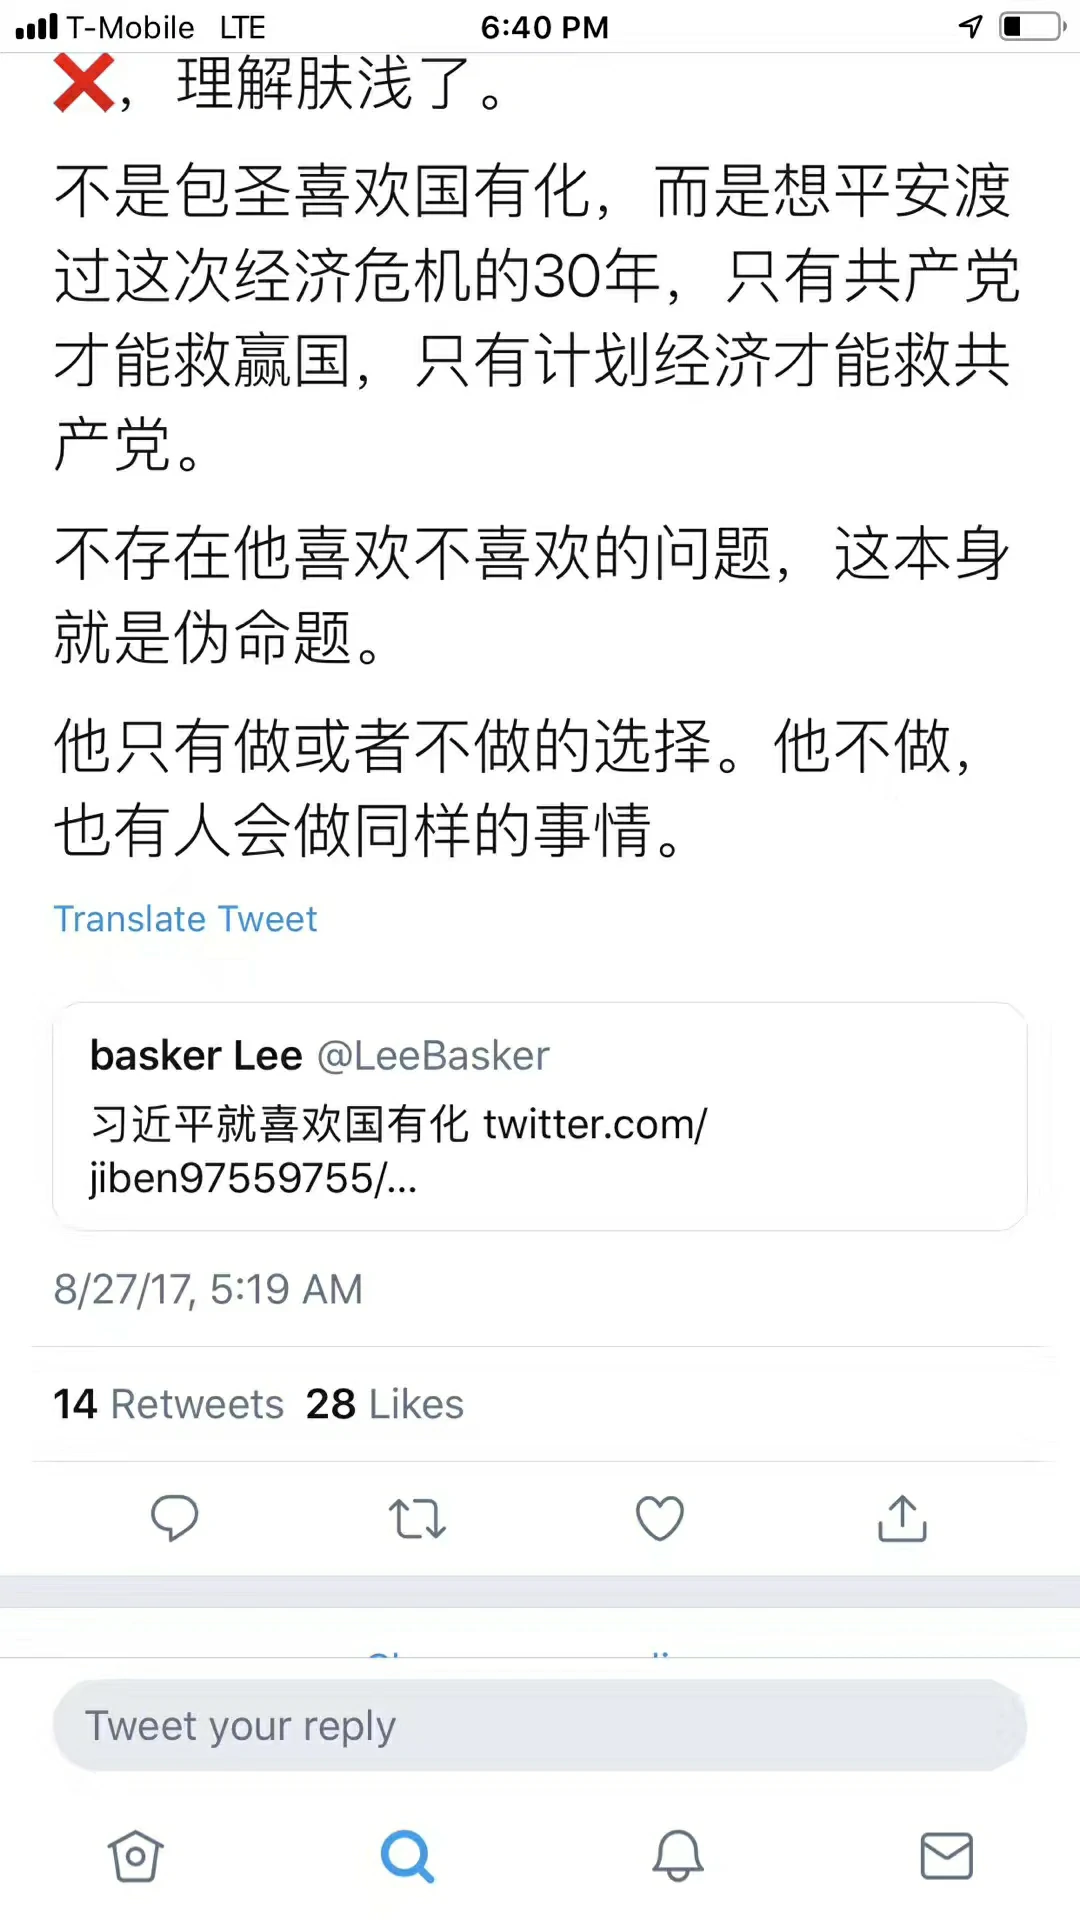 T-Mobile LTE 6:40 PM
❌，理解肤浅了。
不是包圣喜欢国有化，而是想平安渡
过这次经济危机的30年，只有共产党
才能救赢国，只有计划经济才能救共
产党。
不存在他喜欢不喜欢的问题，这本身
就是伪命题。
他只有做或者不做的选择。他不做，
也有人会做同样的事情。
Translate Tweet
basker Lee @LeeBasker
习近平就喜欢国有化 twitter.com/
jiben97559755/...
8/27/17, 5:19 AM
14 Retweets 28 Likes
Tweet your reply